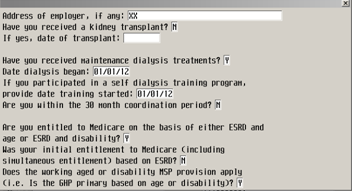 Address of employer, if any: XX
Have you received a kidney transplant? N
If yes, date of transplant:
Have you received maintenance dialysis treatments? Y
Date dialysis began: 01/01/12
If you participated in a self dialysis training program,
provide date training started: 01/01/12
Are you within the 30 month coordination period? N
Are you entitled to Medicare on the basis of either ESRD and
age or ESRD and disability? Y
Was your initial entitlement to Medicare (including
simultaneous entitlement) based on ESRD? N
Does the working aged or disability MSP provision apply
(i.e. Is the GHP primary based on age or disability)? Y